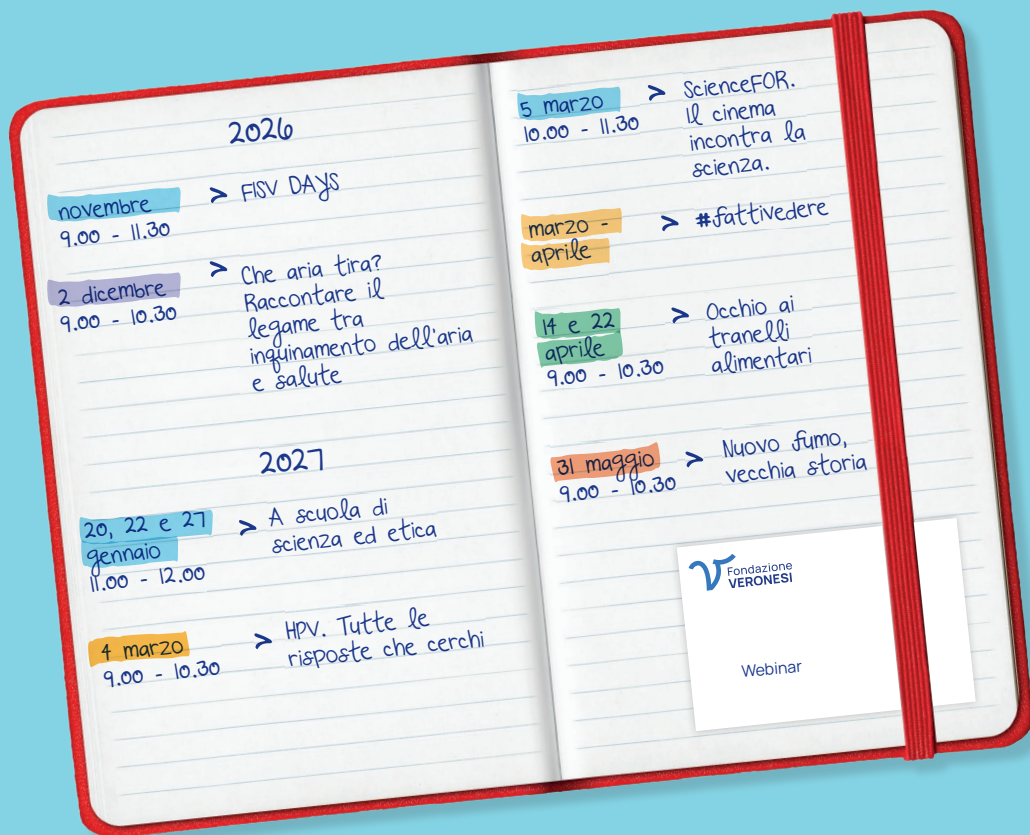 2026
novembre
9.00 - 11.30
> FISV DAYS
2 dicembre
9.00 - 10.30
> Che aria tira?
Raccontare il
legame tra
inquinamento dell'aria
e salute
2027
20, 22 e 27
gennaio
11.00 - 12.00
> A scuola di
scienza ed etica
4 marzo
9.00 - 10.30
> HPV. Tutte le
risposte che cerchi
5 marzo
10.00 - 11.30
> ScienceFOR.
Il cinema
incontra la
scienza.
marzo -
aprile
> #fattivedere
14 e 22
aprile
9.00 - 10.30
> Occhio ai
tranelli
alimentari
31 maggio
9.00 - 10.30
> Nuovo fumo,
vecchia storia
Fondazione
VERONESI
Webinar